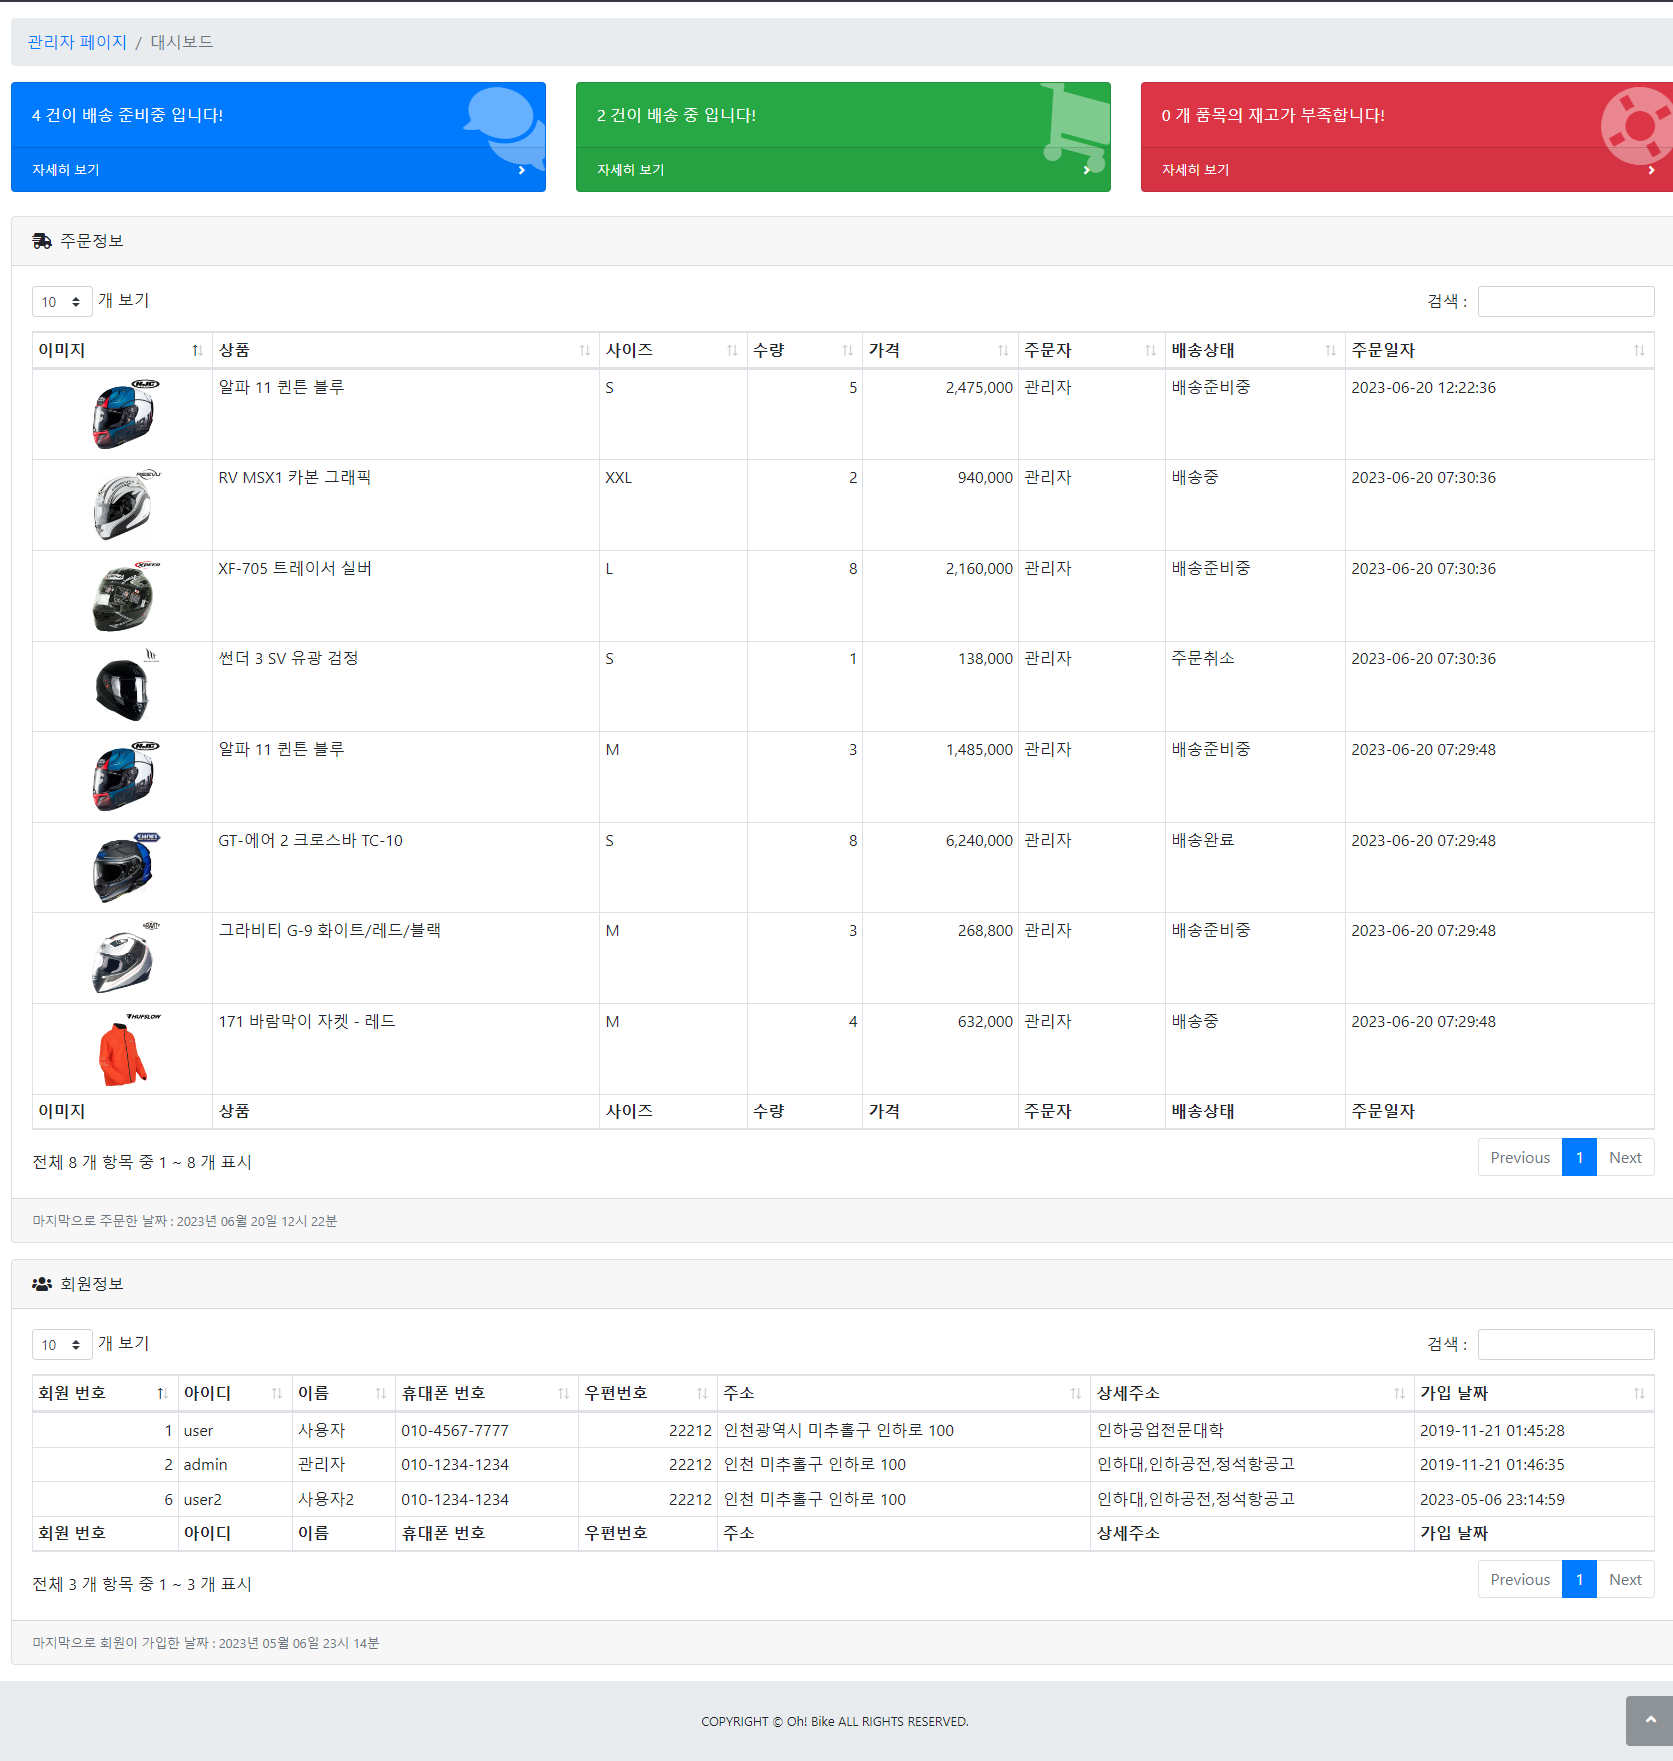 관리자 페이지 / 대시보드
4 건이 배송 준비중 입니다!
자세히 보기
2 건이 배송 중 입니다!
자세히 보기
0 개 품목의 재고가 부족합니다!
자세히 보기
주문정보
10 개 보기 검색 :
이미지 상품 사이즈 수량 가격 주문자 배송상태 주문일자
HJC 알파 11 퀸튼 블루 S 5 2,475,000 관리자 배송준비중 2023-06-20 12:22:36
RV MSX1 카본 그래픽 XXL 2 940,000 관리자 배송중 2023-06-20 07:30:36
XPEED XF-705 트레이서 실버 L 8 2,160,000 관리자 배송준비중 2023-06-20 07:30:36
썬더 3 SV 유광 검정 S 1 138,000 관리자 주문취소 2023-06-20 07:30:36
HJC 알파 11 퀸튼 블루 M 3 1,485,000 관리자 배송준비중 2023-06-20 07:29:48
SHOEI GT-에어 2 크로스바 TC-10 S 8 6,240,000 관리자 배송완료 2023-06-20 07:29:48
그라비티 G-9 화이트/레드/블랙 M 3 268,800 관리자 배송준비중 2023-06-20 07:29:48
171 바람막이 자켓 - 레드 M 4 632,000 관리자 배송중 2023-06-20 07:29:48
이미지 상품 사이즈 수량 가격 주문자 배송상태 주문일자
전체 8 개 항목 중 1 ~ 8 개 표시 Previous 1 Next
마지막으로 주문한 날짜 : 2023년 06월 20일 12시 22분
회원정보
10 개 보기 검색 :
회원 번호 아이디 이름 휴대폰 번호 우편번호 주소 상세주소 가입 날짜
1 user 사용자 010-4567-7777 22212 인천광역시 미추홀구 인하로 100 인하공업전문대학 2019-11-21 01:45:28
2 admin 관리자 010-1234-1234 22212 인천 미추홀구 인하로 100 인하대,인하공전,정석항공고 2019-11-21 01:46:35
6 user2 사용자2 010-1234-1234 22212 인천 미추홀구 인하로 100 인하대,인하공전,정석항공고 2023-05-06 23:14:59
회원 번호 아이디 이름 휴대폰 번호 우편번호 주소 상세주소 가입 날짜
전체 3 개 항목 중 1 ~ 3 개 표시 Previous 1 Next
마지막으로 회원이 가입한 날짜 : 2023년 05월 06일 23시 14분
COPYRIGHT © Oh! Bike ALL RIGHTS RESERVED.